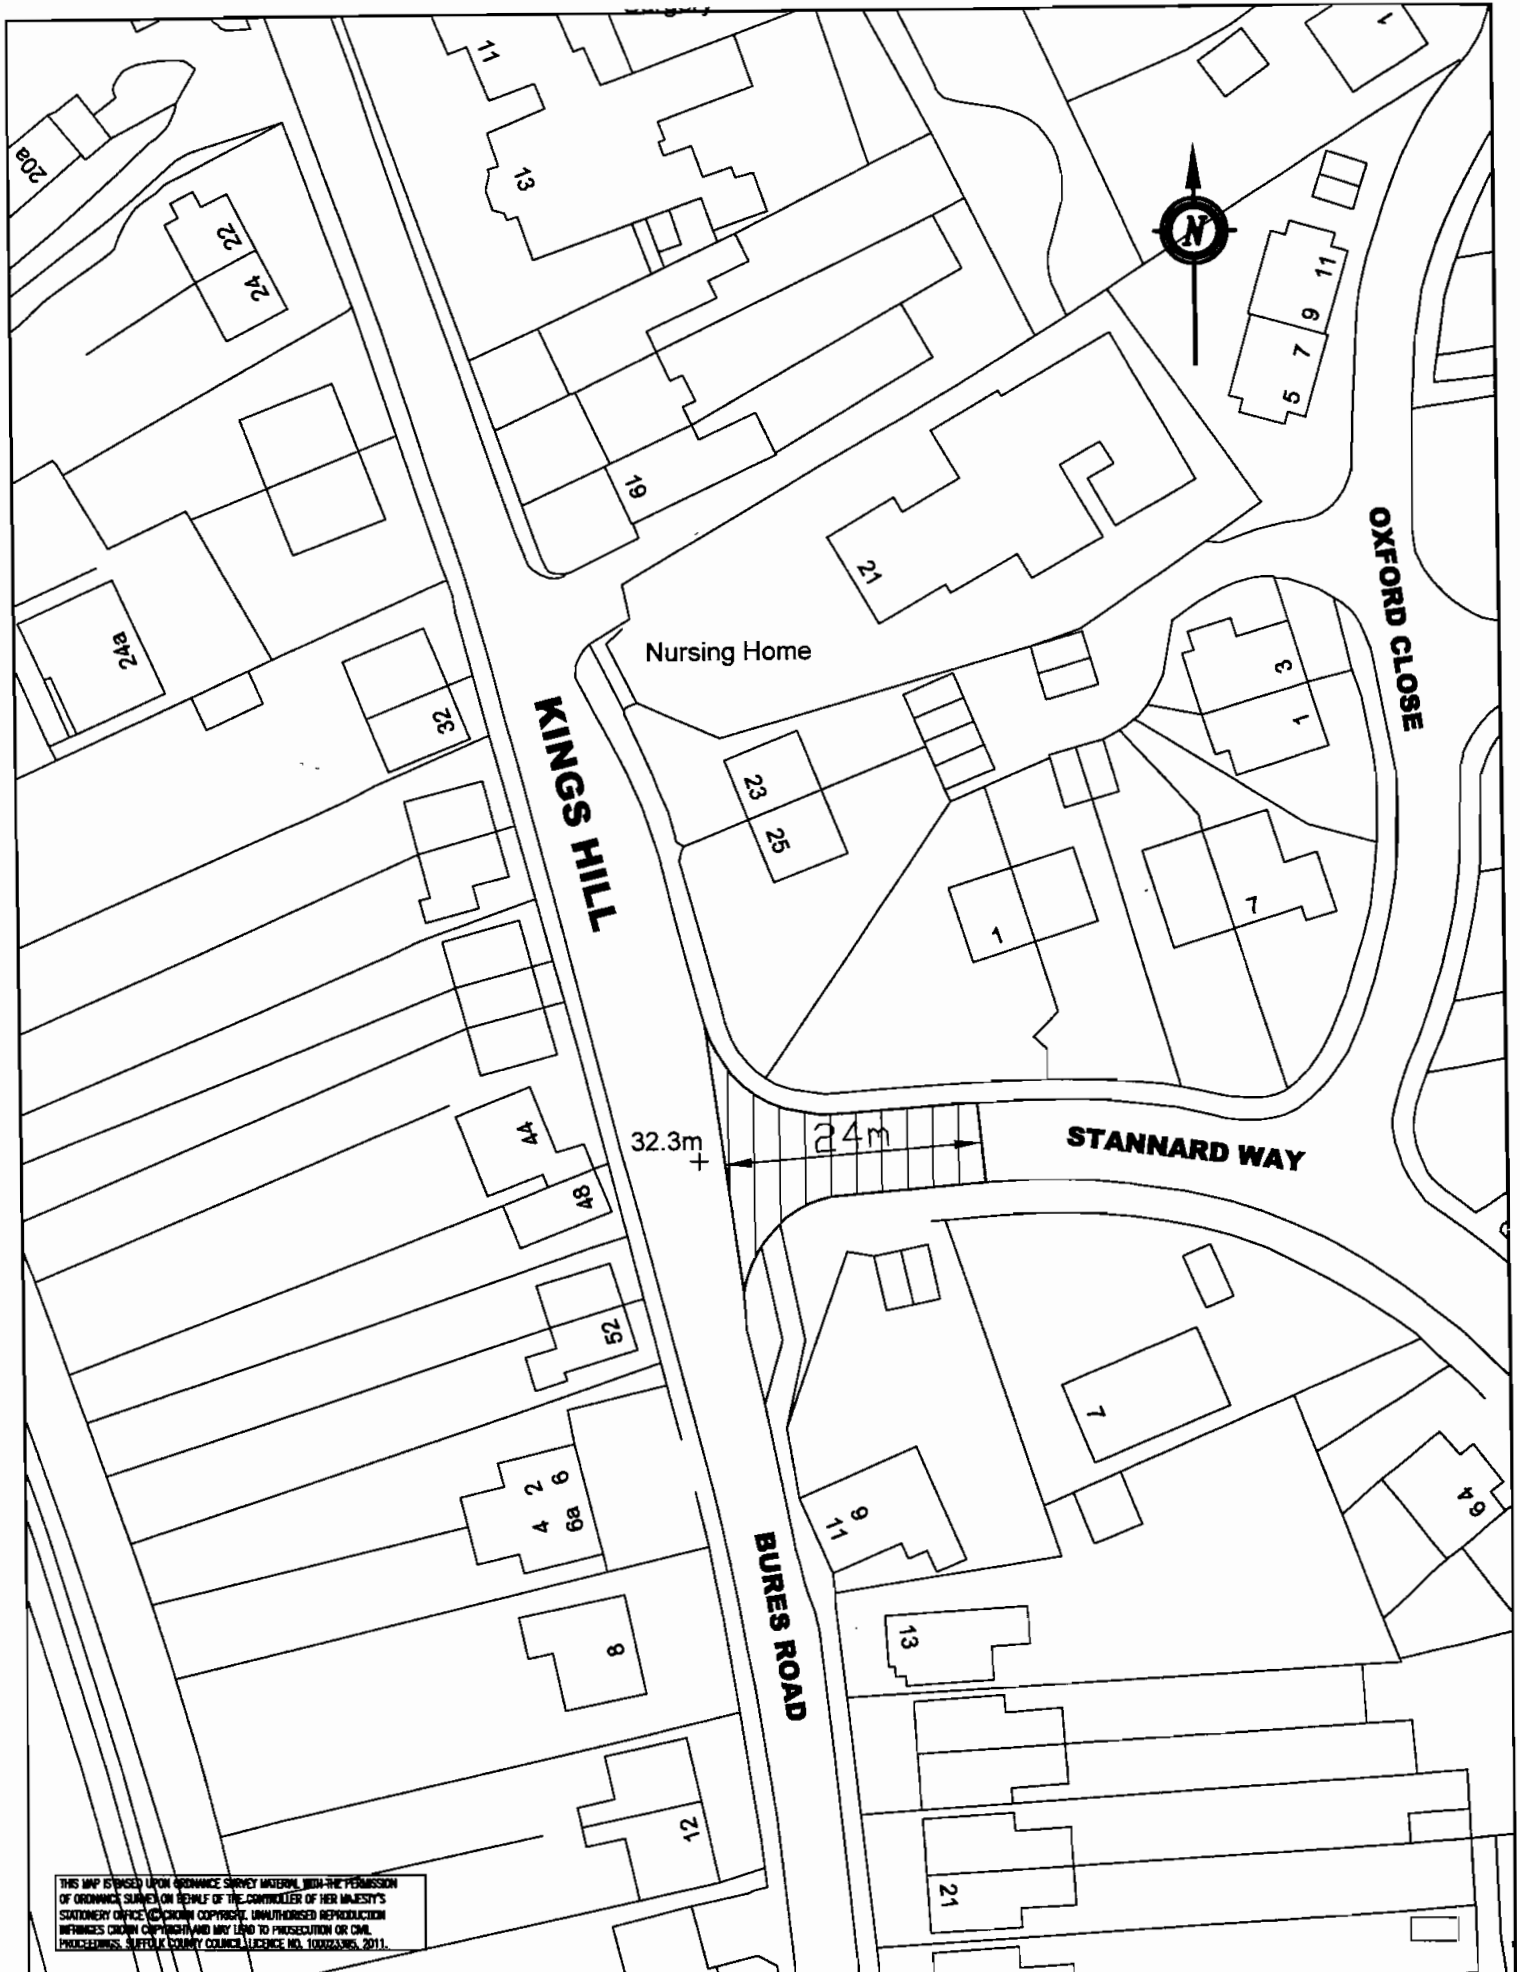 11
1
20a
13
22
24
N
11
9
7
5
19
21
OXFORD CLOSE
24a
Nursing Home
32
3
1
KINGS HILL
23
25
1
7
44
32.3m
24m
STANNARD WAY
48
52
7
2
6
4
6a
9
11
64
BURES ROAD
8
13
12
21
THIS MAP IS BASED UPON ORDNANCE SURVEY MATERIAL WITH THE PERMISSION
OF ORDNANCE SURVEY ON BEHALF OF THE CONTROLLER OF HER MAJESTY'S
STATIONERY OFFICE © CROWN COPYRIGHT. UNAUTHORISED REPRODUCTION
INFRINGES CROWN COPYRIGHT AND MAY LEAD TO PROSECUTION OR CIVIL
PROCEEDINGS. SUFFOLK COUNTY COUNCIL LICENCE NO. 100023395, 2011.